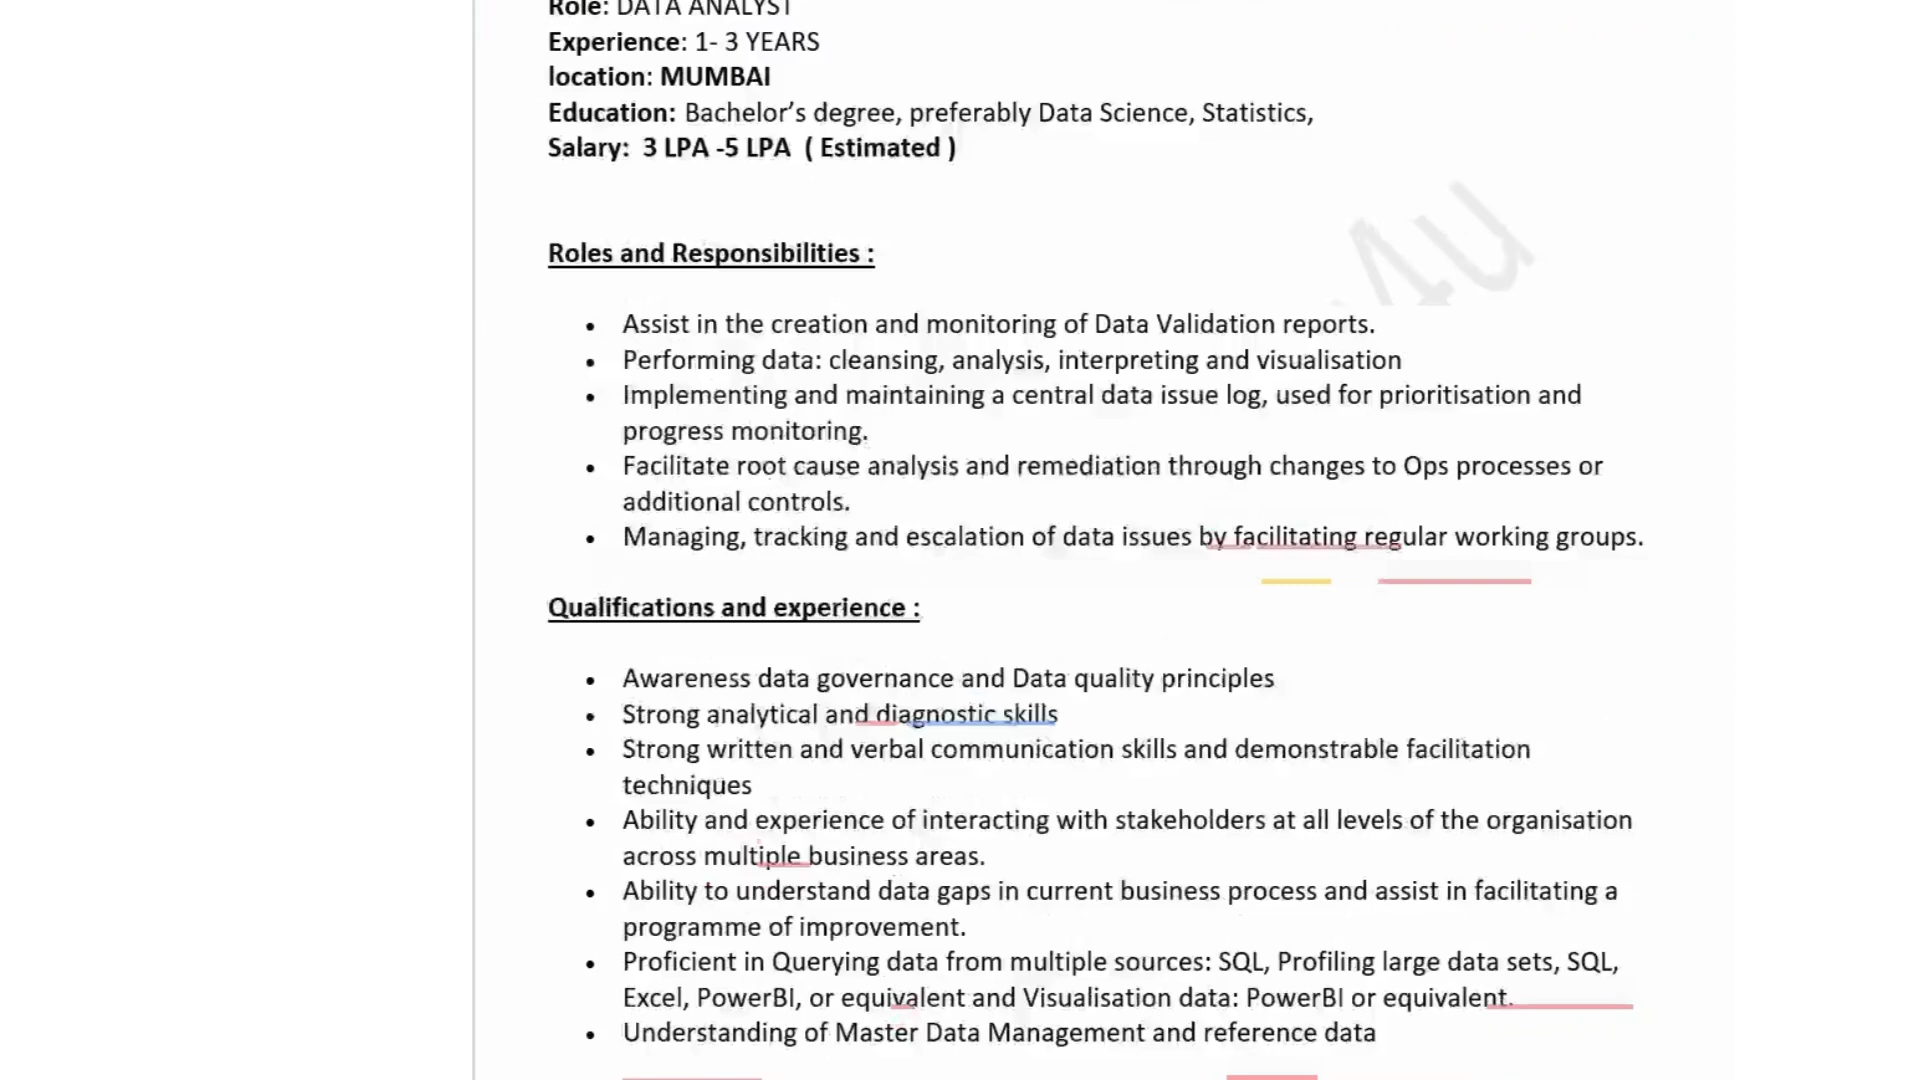 Role: DATA ANALYST
Experience: 1- 3 YEARS
location: MUMBAI
Education: Bachelor’s degree, preferably Data Science, Statistics,
Salary: 3 LPA -5 LPA ( Estimated )
Roles and Responsibilities :
• Assist in the creation and monitoring of Data Validation reports.
• Performing data: cleansing, analysis, interpreting and visualisation
• Implementing and maintaining a central data issue log, used for prioritisation and
progress monitoring.
• Facilitate root cause analysis and remediation through changes to Ops processes or
additional controls.
• Managing, tracking and escalation of data issues by facilitating regular working groups.
Qualifications and experience :
• Awareness data governance and Data quality principles
• Strong analytical and diagnostic skills
• Strong written and verbal communication skills and demonstrable facilitation
techniques
• Ability and experience of interacting with stakeholders at all levels of the organisation
across multiple business areas.
• Ability to understand data gaps in current business process and assist in facilitating a
programme of improvement.
• Proficient in Querying data from multiple sources: SQL, Profiling large data sets, SQL,
Excel, PowerBI, or equivalent and Visualisation data: PowerBI or equivalent.
• Understanding of Master Data Management and reference data